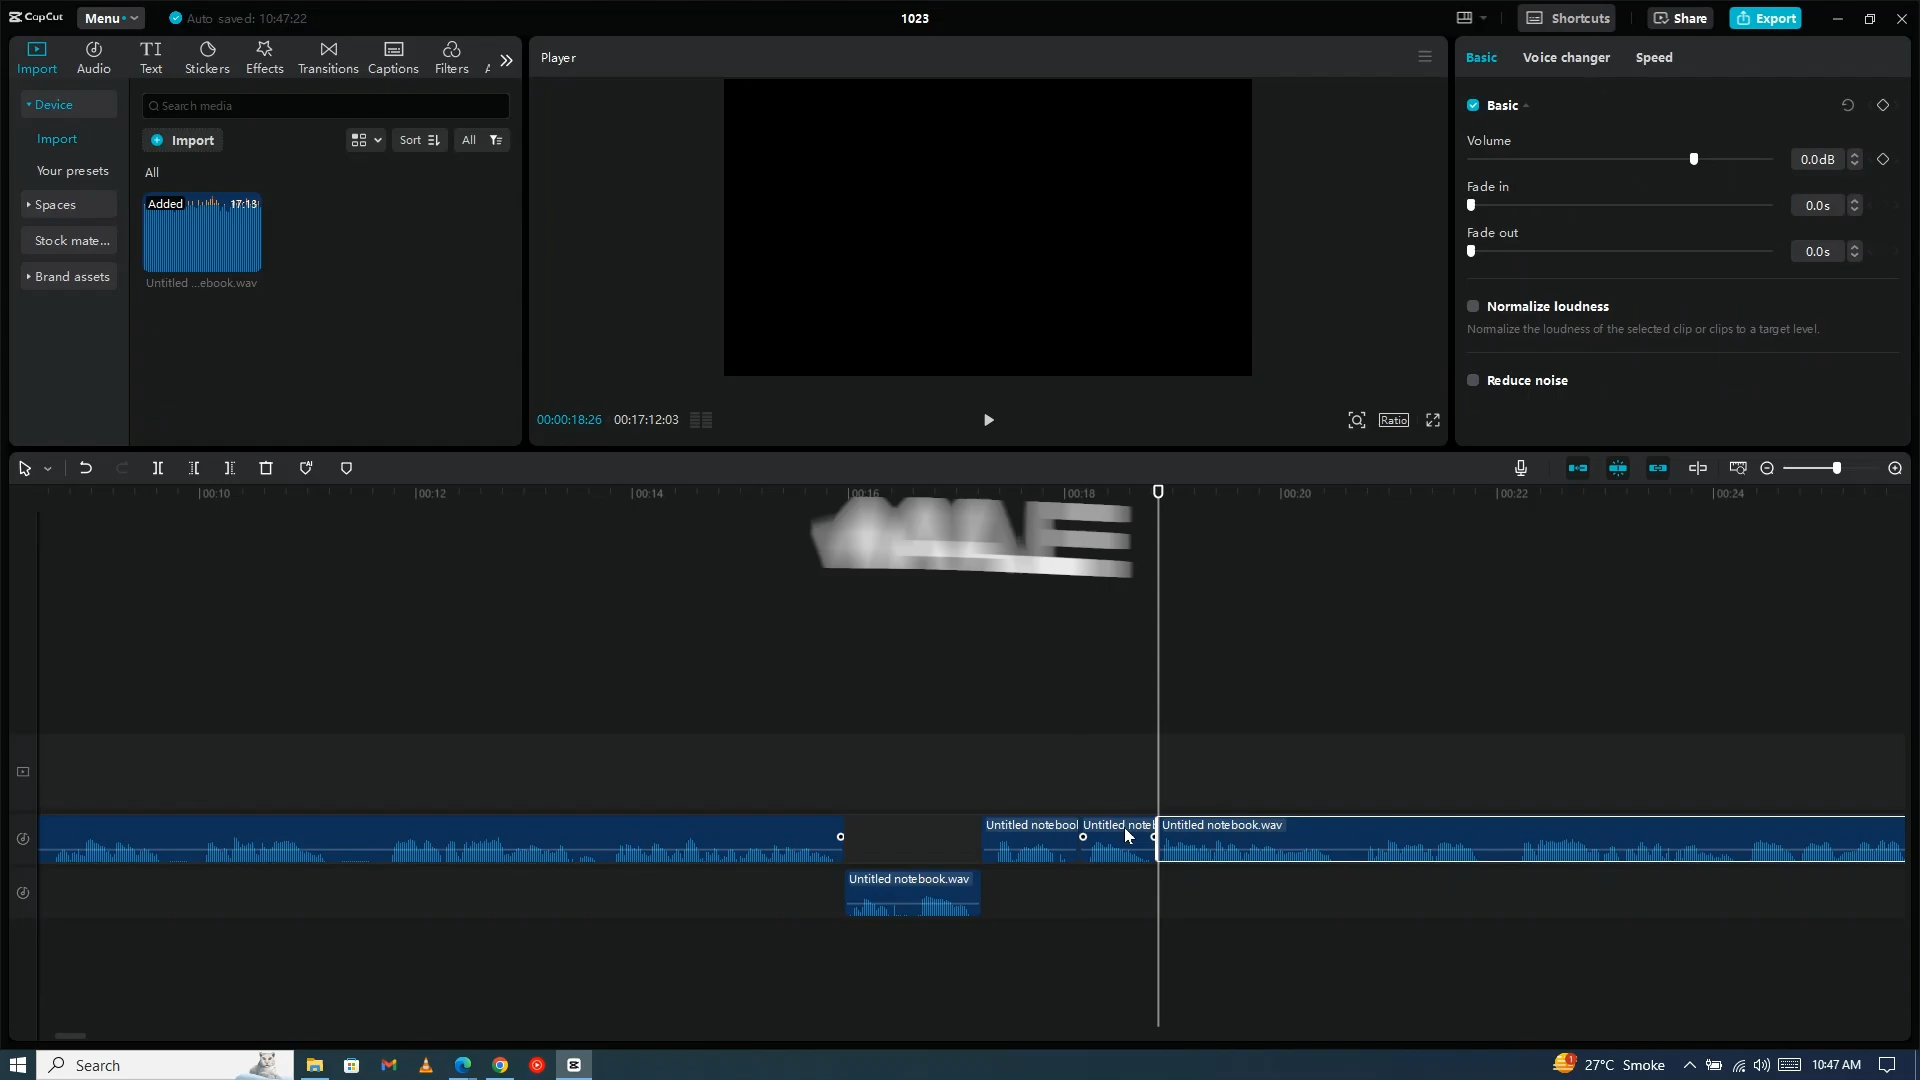 CapCut Menu Auto saved: 10:47:22 1023 Shortcuts Share Export
Import Audio Text Stickers Effects Transitions Captions Filters A
Device
Import
Your presets
Spaces
Stock mate...
Brand assets
Search media
Import Sort All
All
Added 17:18
Untitled ...ebook.wav
Player
00:00:18:26 00:17:12:03 Ratio
Basic Voice changer Speed
Basic
Volume
0.0dB
Fade in
0.0s
Fade out
0.0s
Normalize loudness
Normalize the loudness of the selected clip or clips to a target level.
Reduce noise
00:10 00:12 00:14 00:16 00:18 00:20 00:22 00:24
Untitled notebool Untitled notel Untitled notebook.wav
Untitled notebook.wav
Search 27°C Smoke 10:47 AM